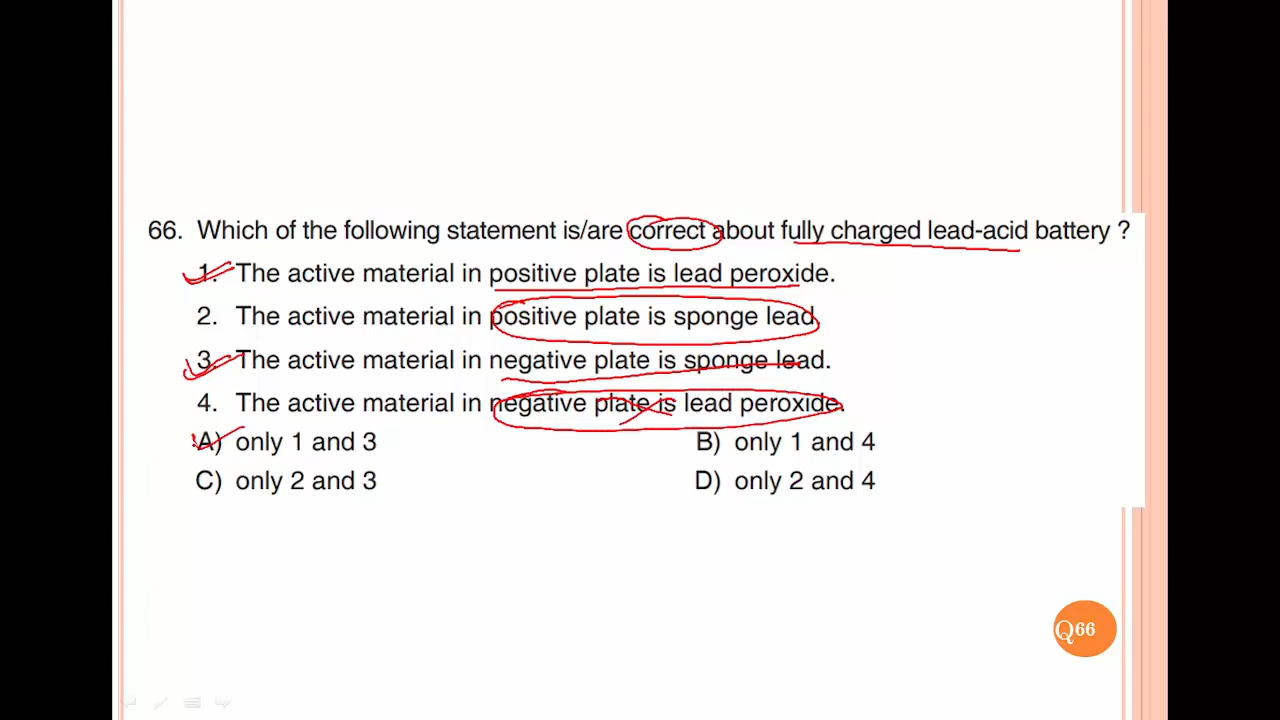 66. Which of the following statement is/are correct about fully charged lead-acid battery ?
1. The active material in positive plate is lead peroxide.
2. The active material in positive plate is sponge lead.
3. The active material in negative plate is sponge lead.
4. The active material in negative plate is lead peroxide.
A) only 1 and 3 B) only 1 and 4
C) only 2 and 3 D) only 2 and 4
Q66